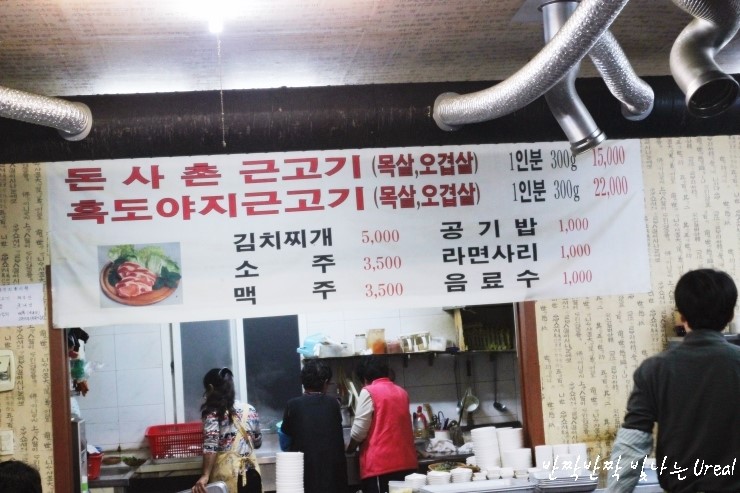 돈사촌 근고기 (목살,오겹살) 1인분 300g 15,000
흑도야지근고기 (목살,오겹살) 1인분 300g 22,000
김치찌개 5,000 공기밥 1,000
소주 3,500 라면사리 1,000
맥주 3,500 음료수 1,000
반짝반짝 빛나는 Ureal